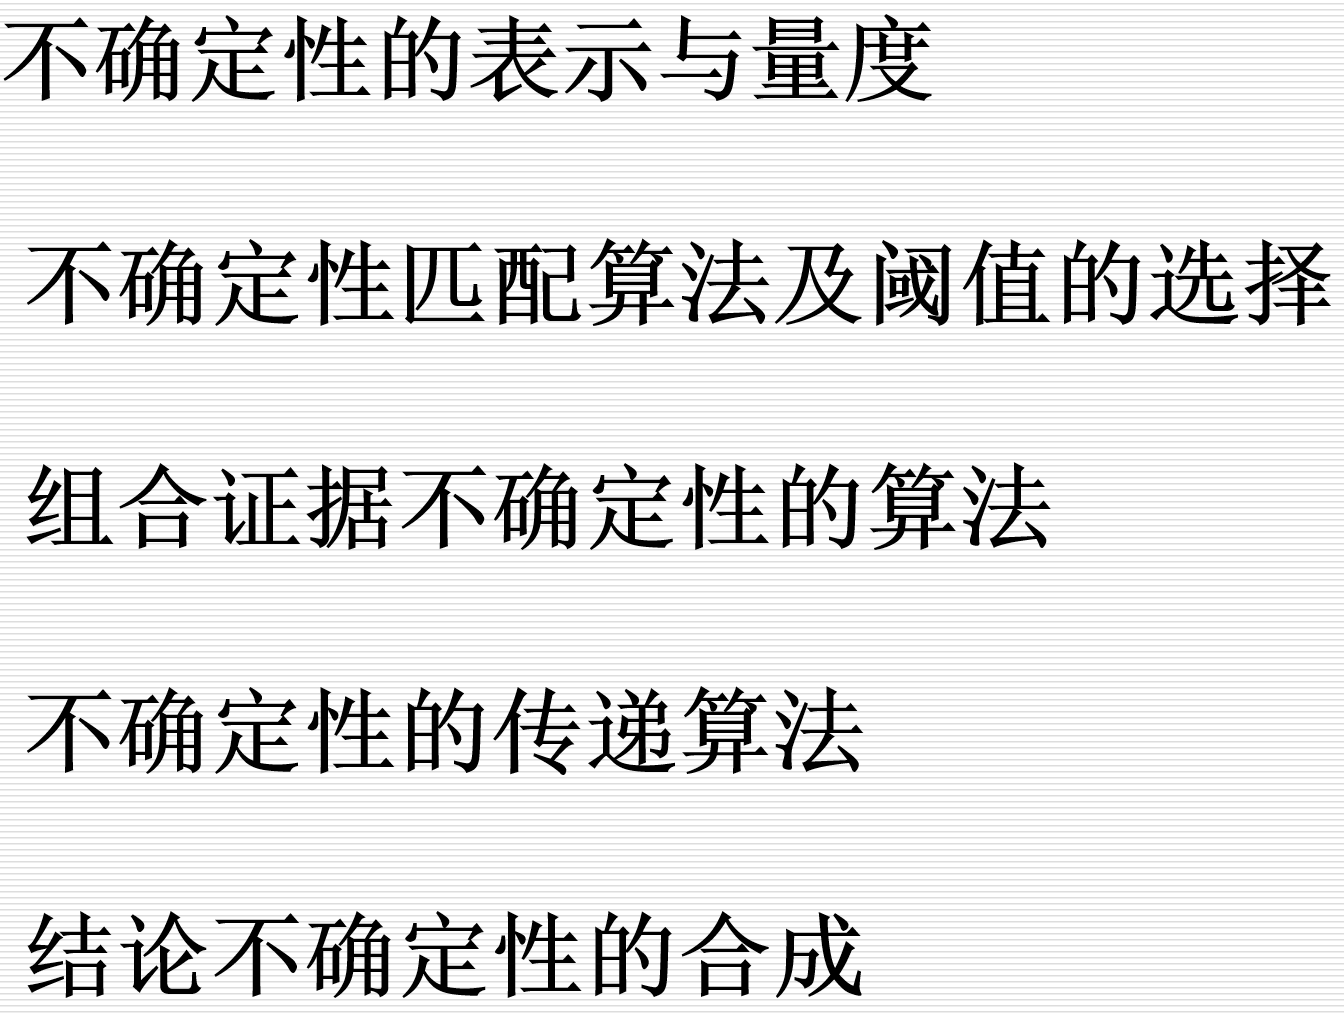 不确定性的表示与量度
不确定性匹配算法及阈值的选择
组合证据不确定性的算法
不确定性的传递算法
结论不确定性的合成